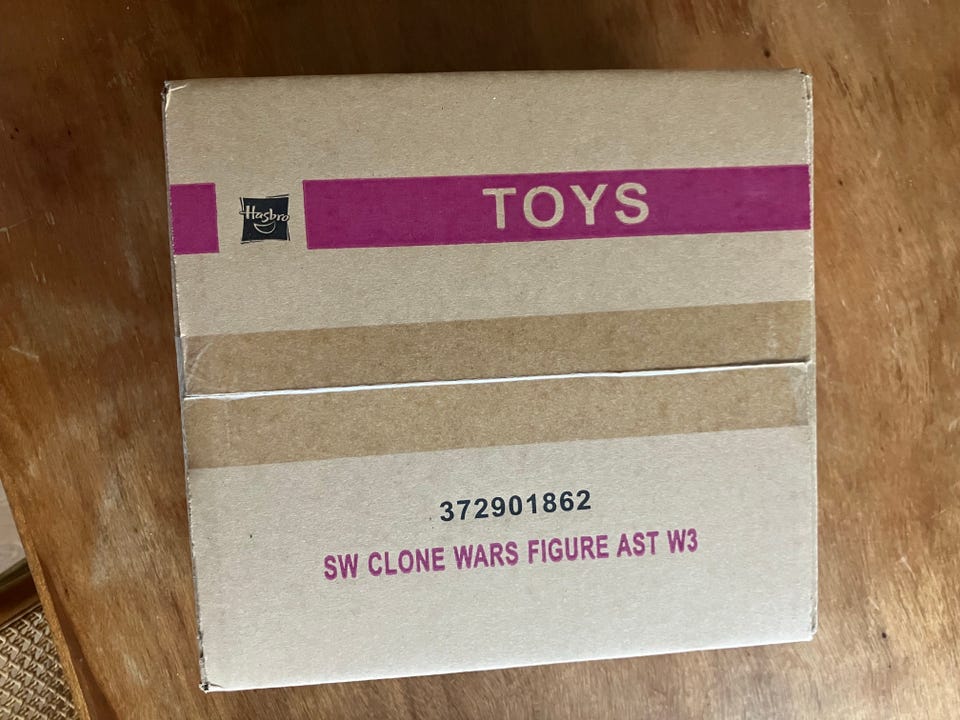 Hasbro
TOYS
372901862
SW CLONE WARS FIGURE AST W3